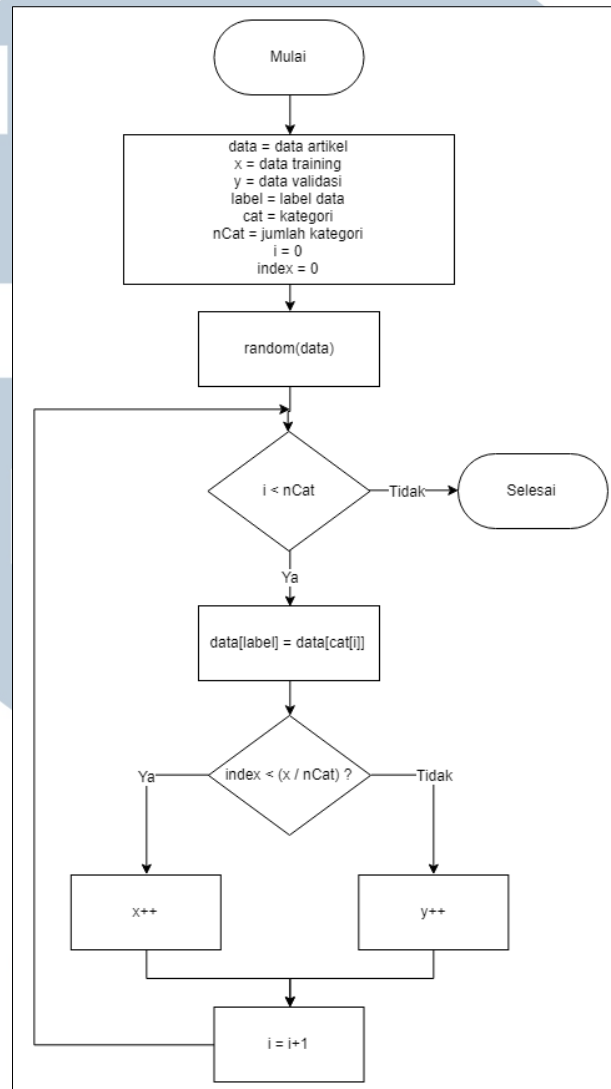 Mulai
data = data artikel
x = data training
y = data validasi
label = label data
cat = kategori
nCat = jumlah kategori
i = 0
index = 0
random(data)
i < nCat
Tidak
Selesai
Ya
data[label] = data[cat[i]]
index < (x / nCat) ?
Ya
Tidak
x++
y++
i = i+1